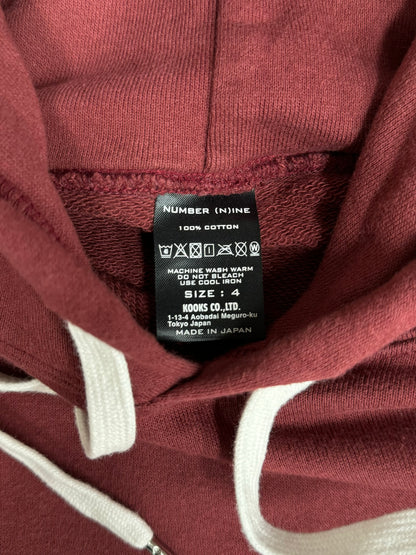 NUMBER (N)INE
100% COTTON
MACHINE WASH WARM
DO NOT BLEACH
USE COOL IRON
SIZE : 4
KOOKS CO.,LTD.
1-13-4 Aobadai Meguro-ku
Tokyo Japan
MADE IN JAPAN